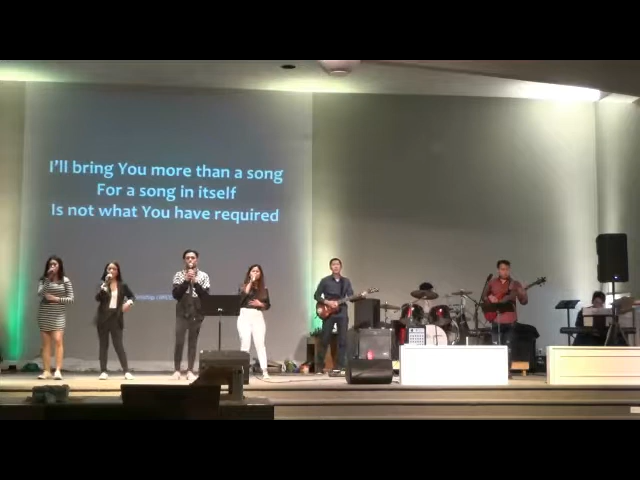 I'll bring You more than a song
For a song in itself
Is not what You have required